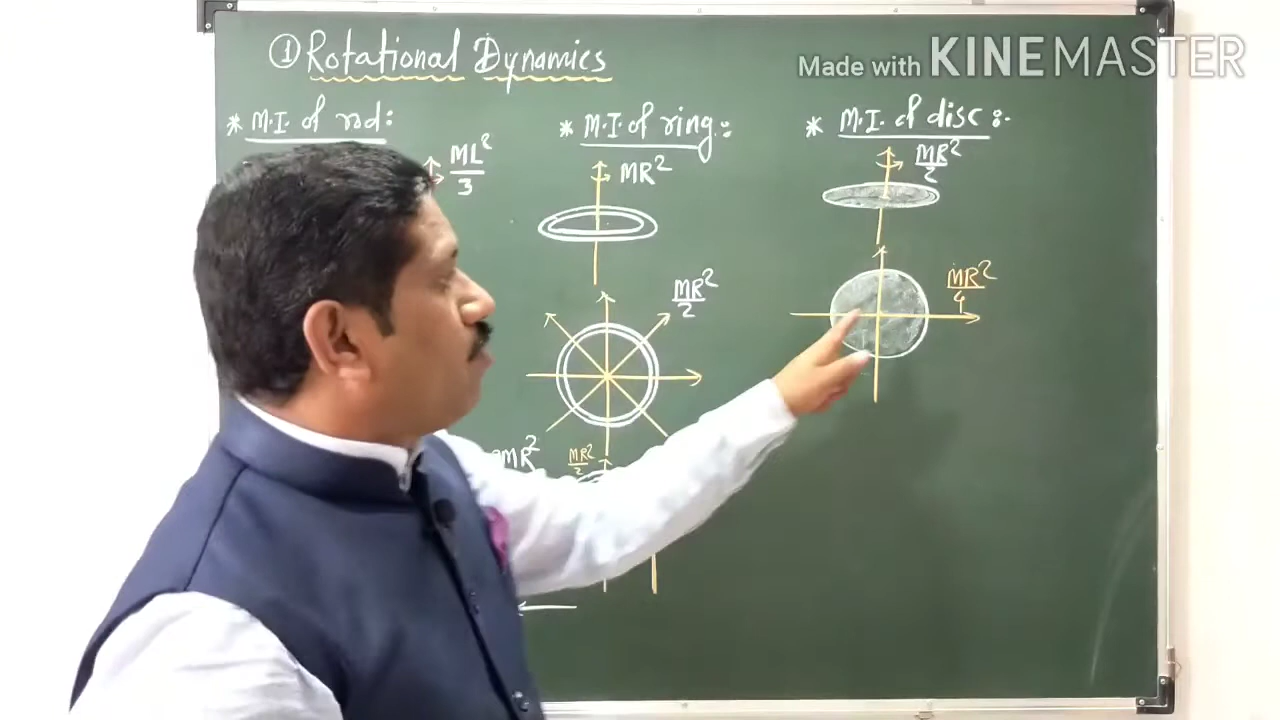 Made with KINEMASTER
① Rotational Dynamics
* M.I. of rod:
ML²/3
* M.I. of ring:
MR²
MR²/2
MR²
MR²/2
* M.I. of disc:-
MR²/2
MR²/4